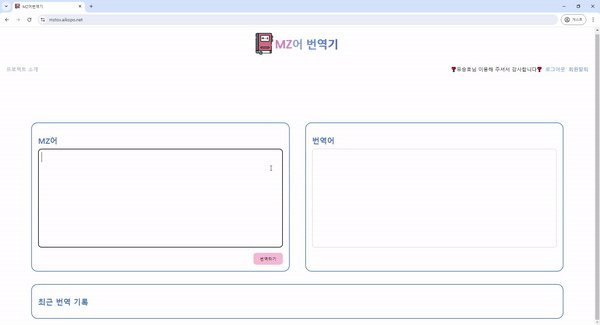 MZ어번역기
mztos.aikopo.net
게스트
MZ어 번역기
프로젝트 소개
유승호님 이용해 주셔서 감사합니다 로그아웃 회원탈퇴
MZ어
번역어
번역하기
최근 번역 기록